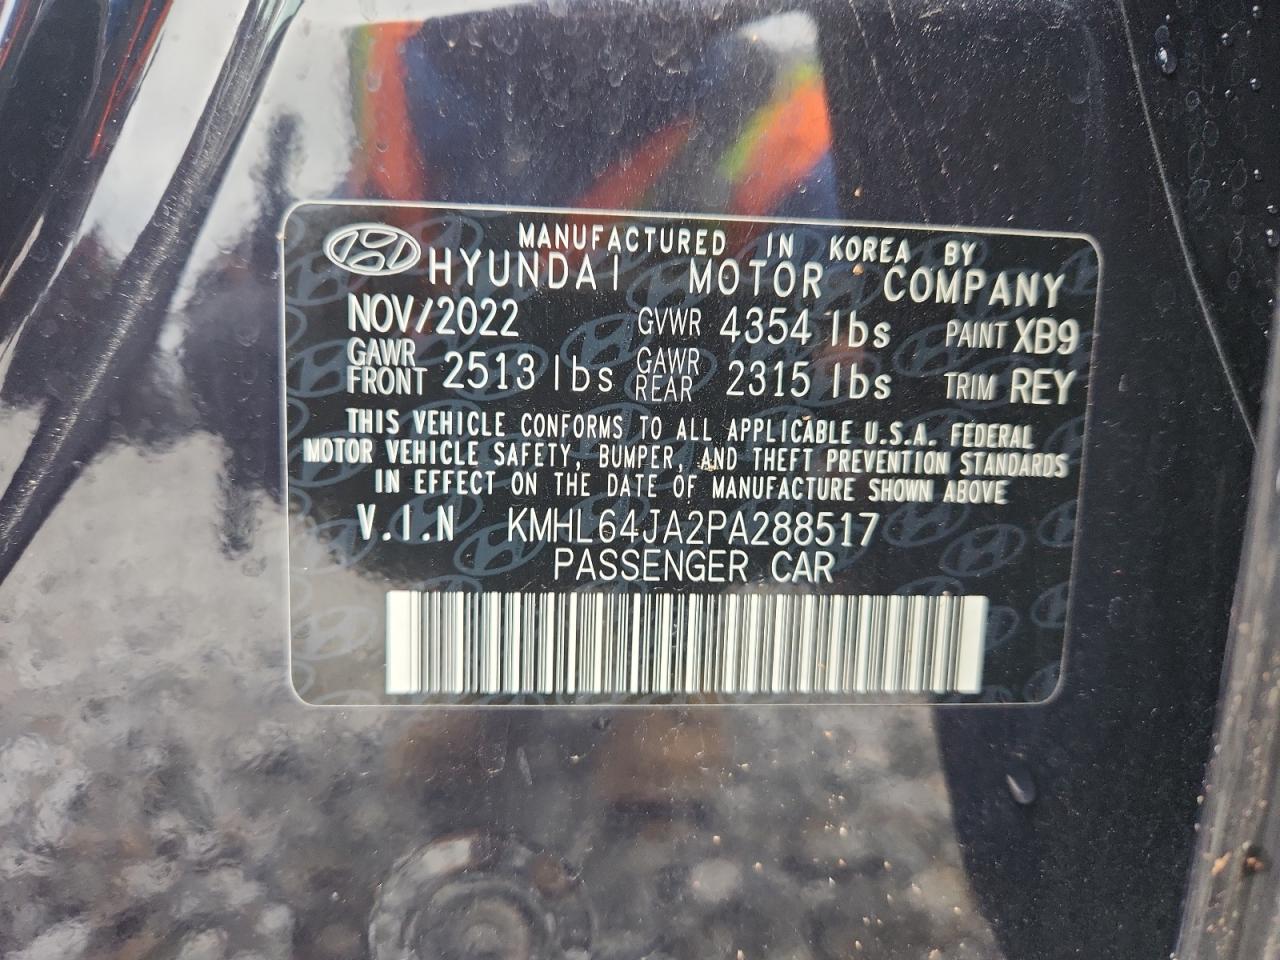 MANUFACTURED IN KOREA BY
HYUNDAI MOTOR COMPANY
NOV/2022 GVWR 4354 lbs PAINT XB9
GAWR FRONT 2513 lbs GAWR REAR 2315 lbs TRIM REY
THIS VEHICLE CONFORMS TO ALL APPLICABLE U.S.A. FEDERAL
MOTOR VEHICLE SAFETY, BUMPER, AND THEFT PREVENTION STANDARDS
IN EFFECT ON THE DATE OF MANUFACTURE SHOWN ABOVE
V.I.N KMHL64JA2PA288517
PASSENGER CAR